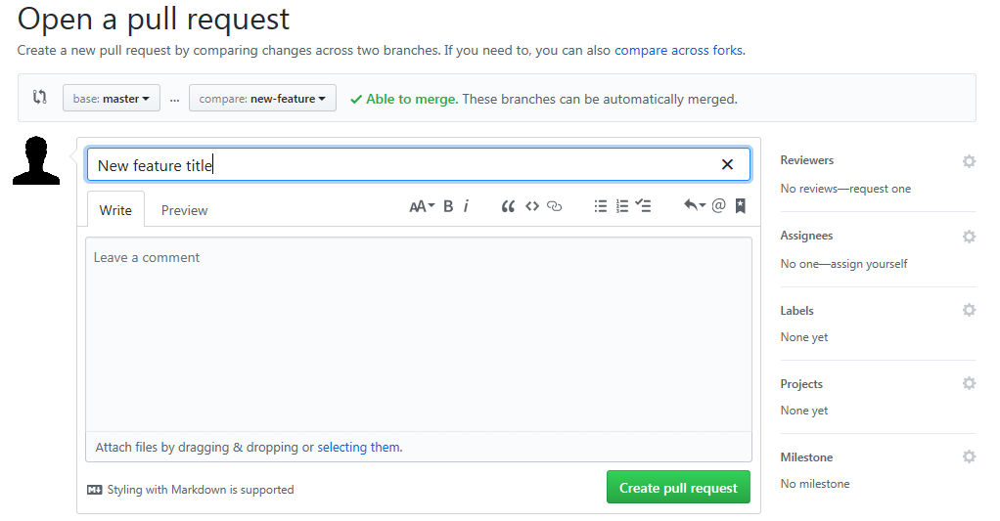 Open a pull request
Create a new pull request by comparing changes across two branches. If you need to, you can also compare across forks.
base: master ... compare: new-feature Able to merge. These branches can be automatically merged.
New feature title
Write Preview AA B i @
Leave a comment
Attach files by dragging & dropping or selecting them.
Styling with Markdown is supported
Create pull request
Reviewers
No reviews—request one
Assignees
No one—assign yourself
Labels
None yet
Projects
None yet
Milestone
No milestone